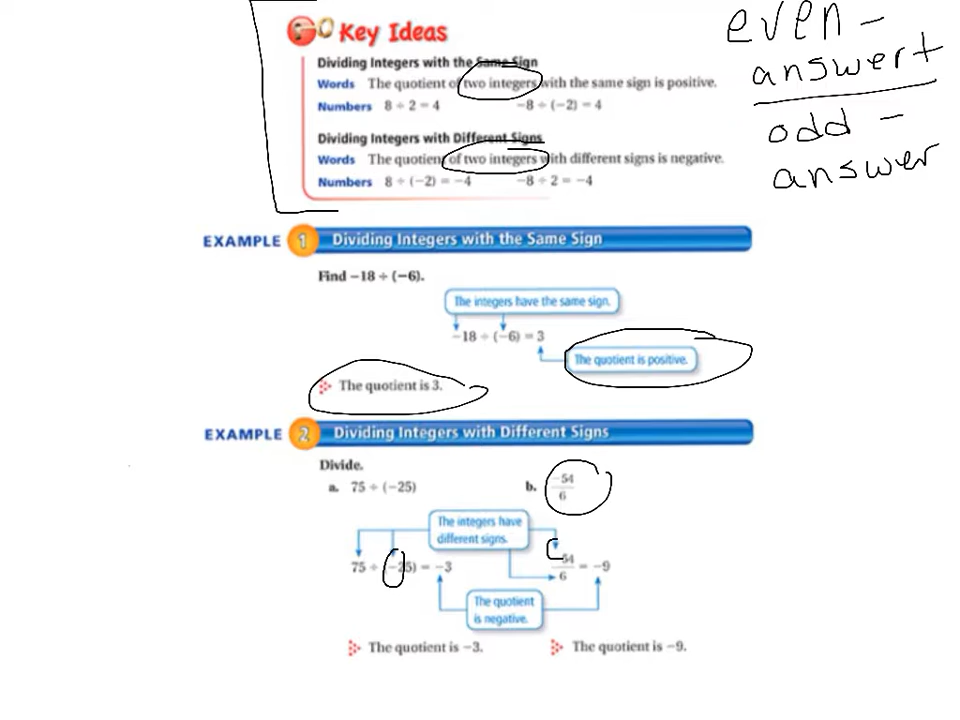 Key Ideas
even -
answer +
odd -
answer
Dividing Integers with the Same Sign
Words The quotient of two integers with the same sign is positive.
Numbers 8 ÷ 2 = 4 -8 ÷ (-2) = 4
Dividing Integers with Different Signs
Words The quotient of two integers with different signs is negative.
Numbers 8 ÷ (-2) = -4 -8 ÷ 2 = -4
EXAMPLE 1 Dividing Integers with the Same Sign
Find -18 ÷ (-6).
The integers have the same sign.
-18 ÷ (-6) = 3
The quotient is positive.
The quotient is 3.
EXAMPLE 2 Dividing Integers with Different Signs
Divide.
a. 75 ÷ (-25) b. -54
6
The integers have
different signs.
75 ÷ (-25) = -3 -54
6 = -9
The quotient
is negative.
The quotient is -3. The quotient is -9.